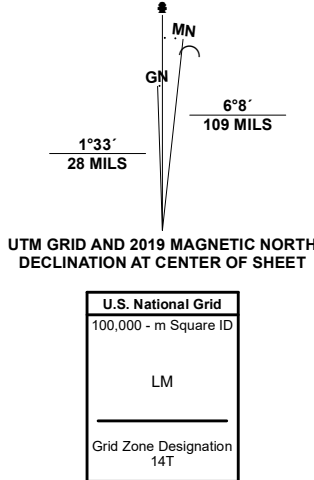 MN
GN
6°8´
109 MILS
1°33´
28 MILS
UTM GRID AND 2019 MAGNETIC NORTH
DECLINATION AT CENTER OF SHEET
U.S. National Grid
100,000 - m Square ID
LM
Grid Zone Designation
14T